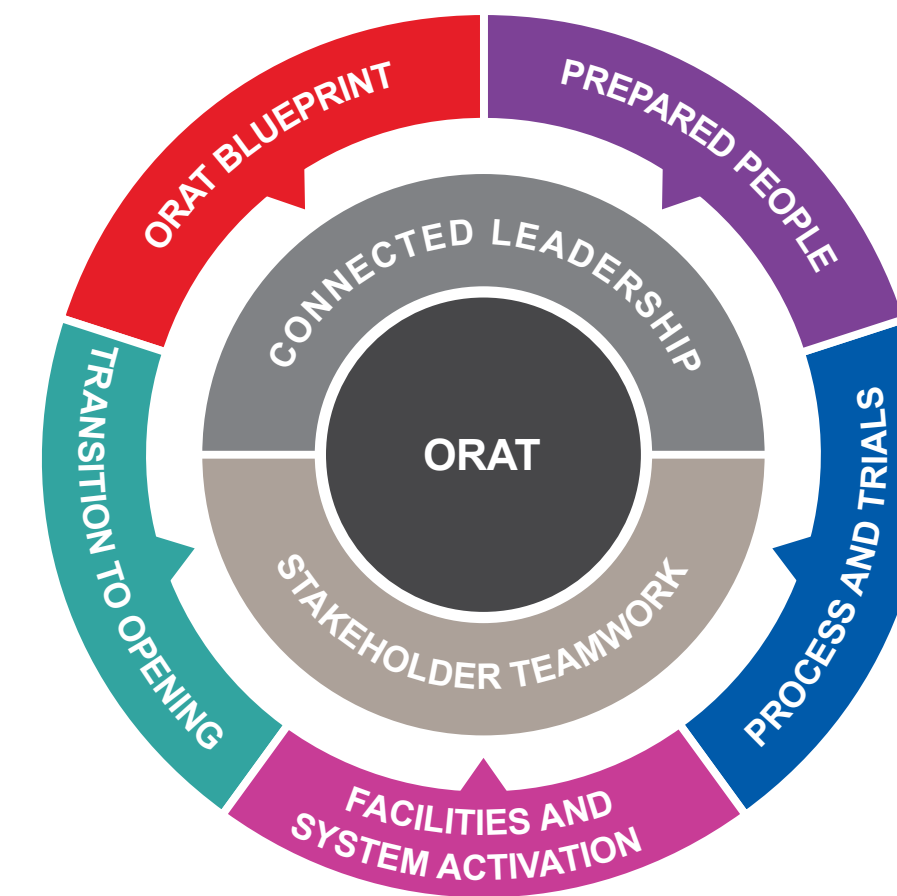 ORAT BLUEPRINT
PREPARED PEOPLE
PROCESS AND TRIALS
FACILITIES AND
SYSTEM ACTIVATION
TRANSITION TO OPENING
CONNECTED LEADERSHIP
STAKEHOLDER TEAMWORK
ORAT